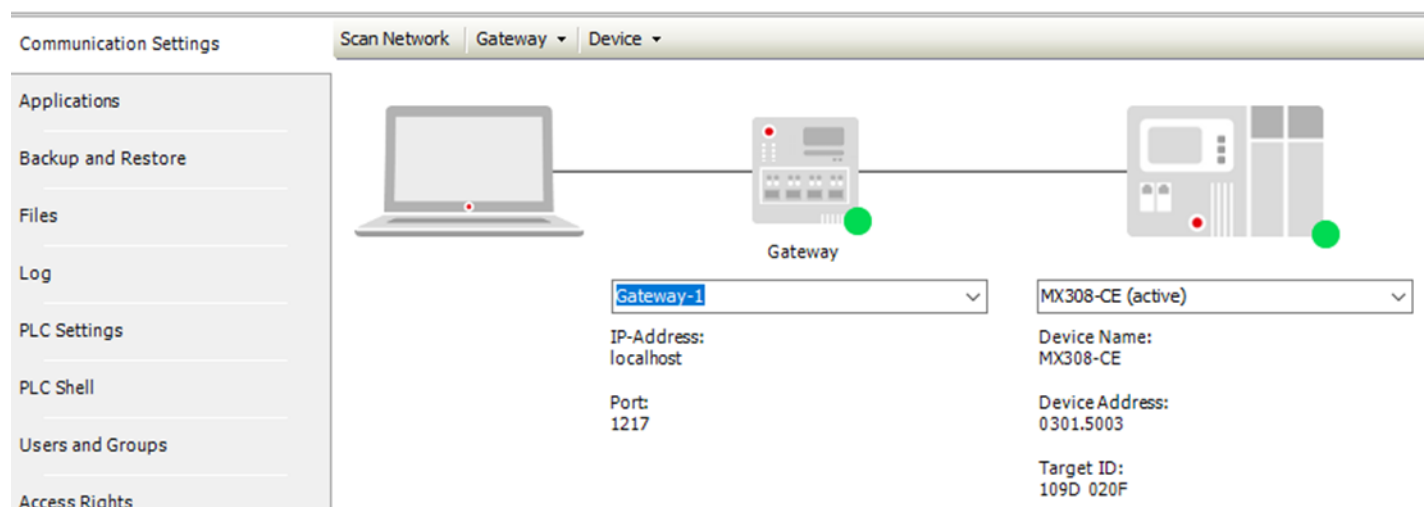 Communication Settings
Scan Network Gateway Device
Applications
Backup and Restore
Files
Log
PLC Settings
PLC Shell
Users and Groups
Access Rights
Gateway
Gateway-1
IP-Address:
localhost
Port:
1217
MX308-CE (active)
Device Name:
MX308-CE
Device Address:
0301.5003
Target ID:
109D 020F